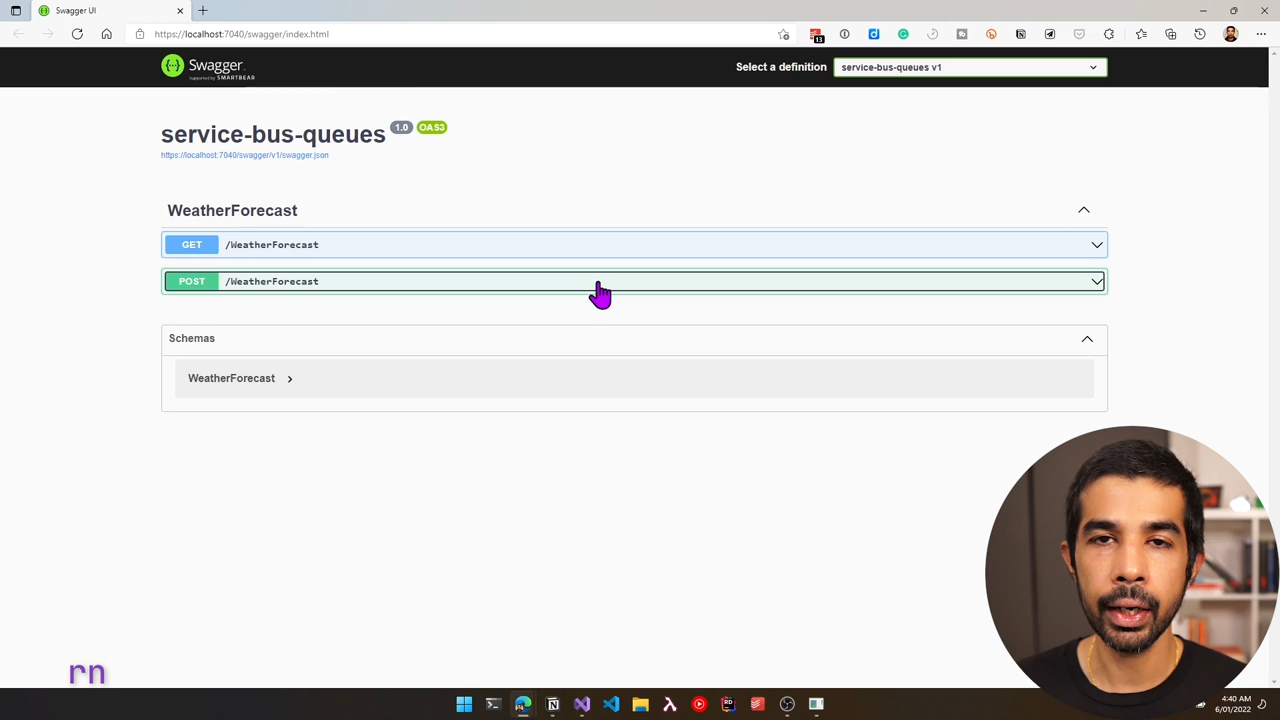 Swagger UI
https://localhost:7040/swagger/index.html
13
Swagger.
Supported by SMARTBEAR
Select a definition
service-bus-queues v1
service-bus-queues 1.0 OAS3
https://localhost:7040/swagger/v1/swagger.json
WeatherForecast
GET /WeatherForecast
POST /WeatherForecast
Schemas
WeatherForecast
rn
4:40 AM
6/01/2022